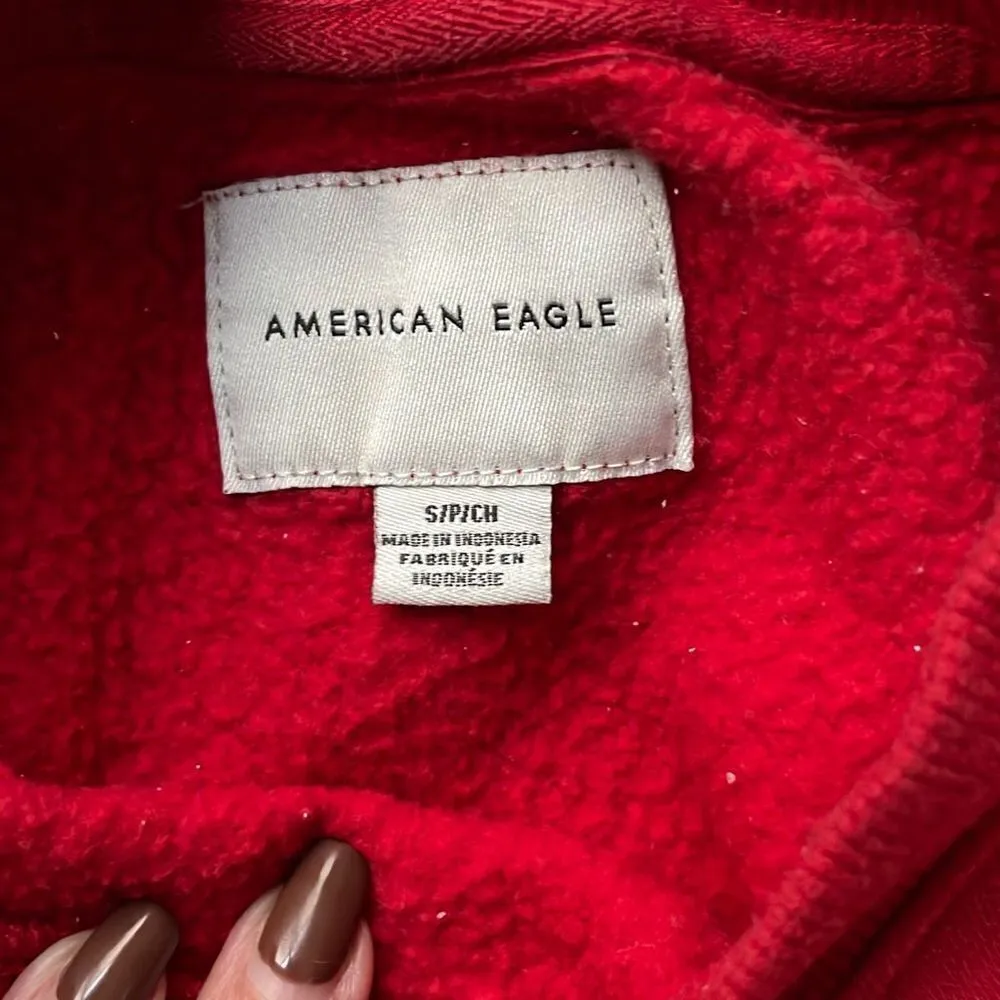 AMERICAN EAGLE
S/P/CH
MADE IN INDONESIA
FABRIQUÉ EN
INDONÉSIE